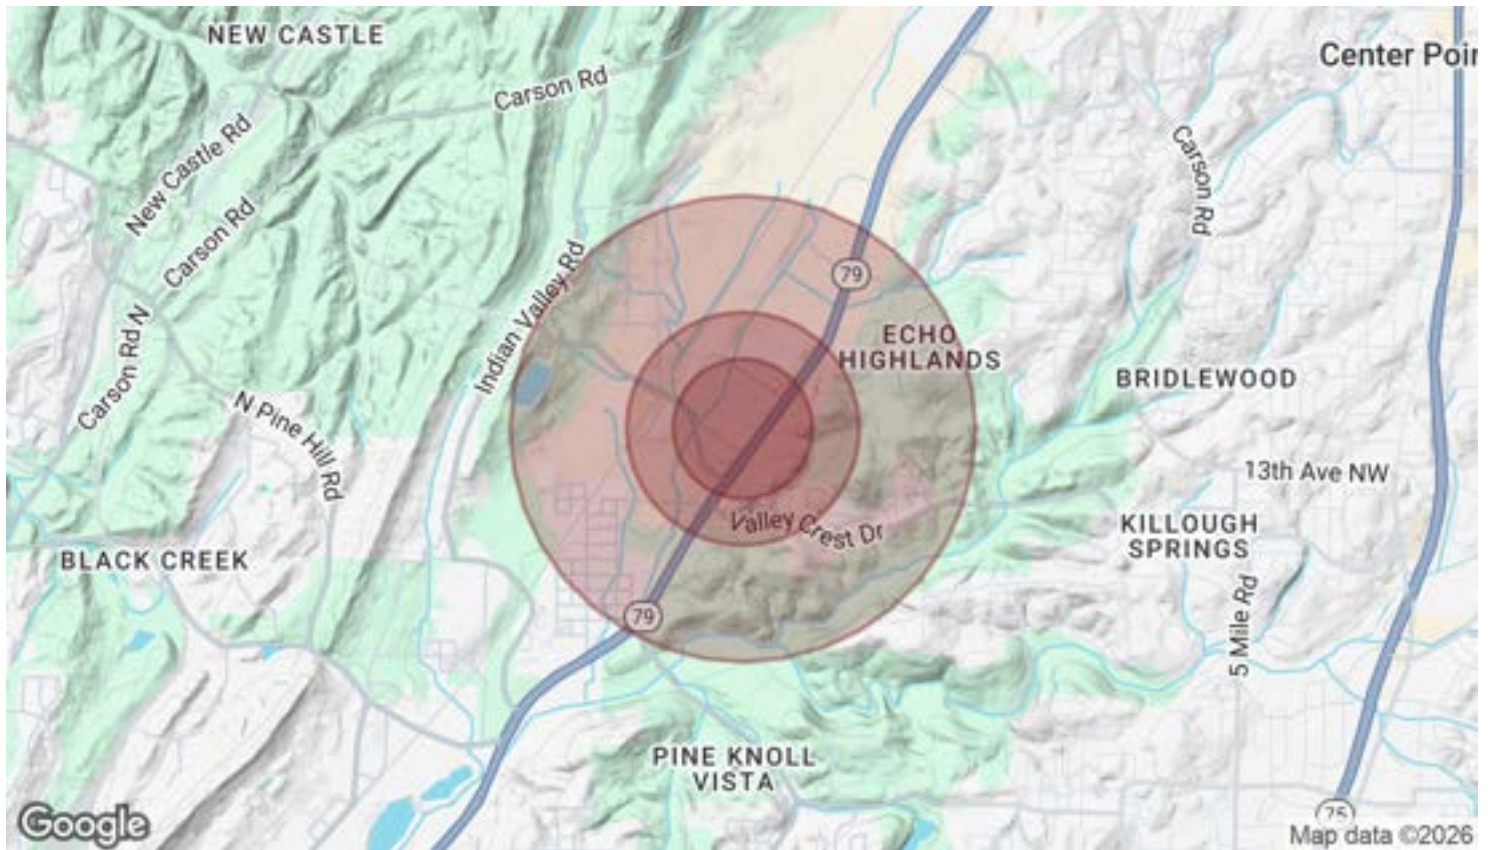 NEW CASTLE
Center Poin
Carson Rd
New Castle Rd
Carson Rd
Carson Rd
Indian Valley Rd
79
Carson Rd N
ECHO
HIGHLANDS
BRIDLEWOOD
N Pine Hill Rd
13th Ave NW
Valley Crest Dr
KILLOUGH
SPRINGS
BLACK CREEK
79
5 Mile Rd
PINE KNOLL
VISTA
75
Google
Map data ©2026